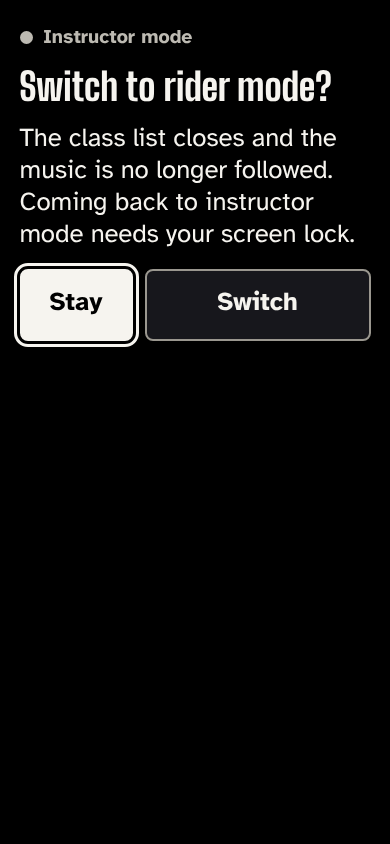 Instructor mode
Switch to rider mode?
The class list closes and the
music is no longer followed.
Coming back to instructor
mode needs your screen lock.
Stay
Switch